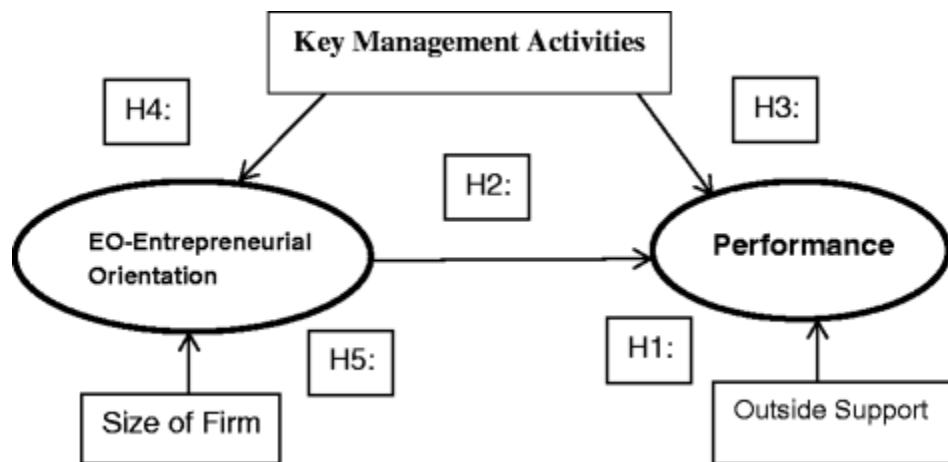 Key Management Activities
H4:
H3:
H2:
EO-Entrepreneurial
Orientation
Performance
H5:
H1:
Size of Firm
Outside Support